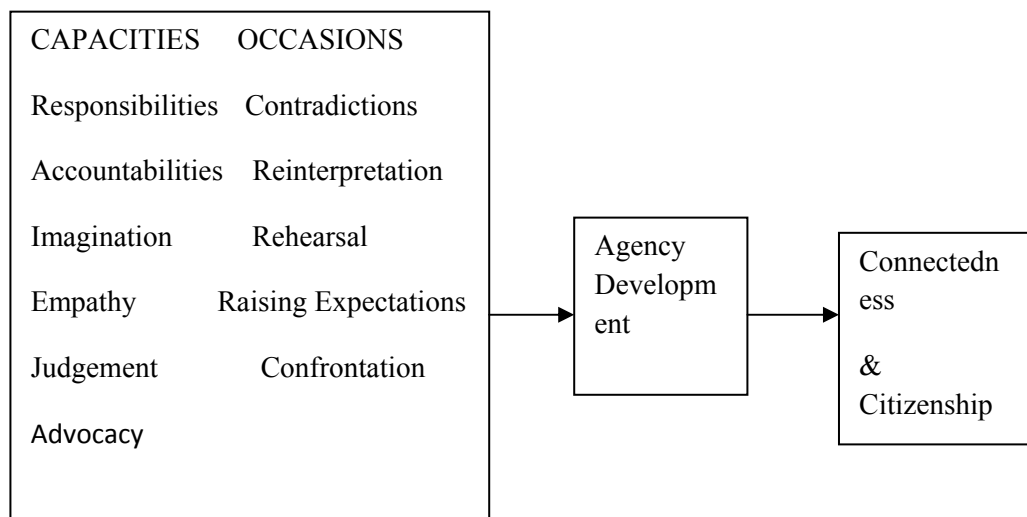 CAPACITIES OCCASIONS
Responsibilities Contradictions
Accountabilities Reinterpretation
Imagination Rehearsal
Empathy Raising Expectations
Judgement Confrontation
Advocacy
Agency
Developm
ent
Connectedn
ess
&
Citizenship